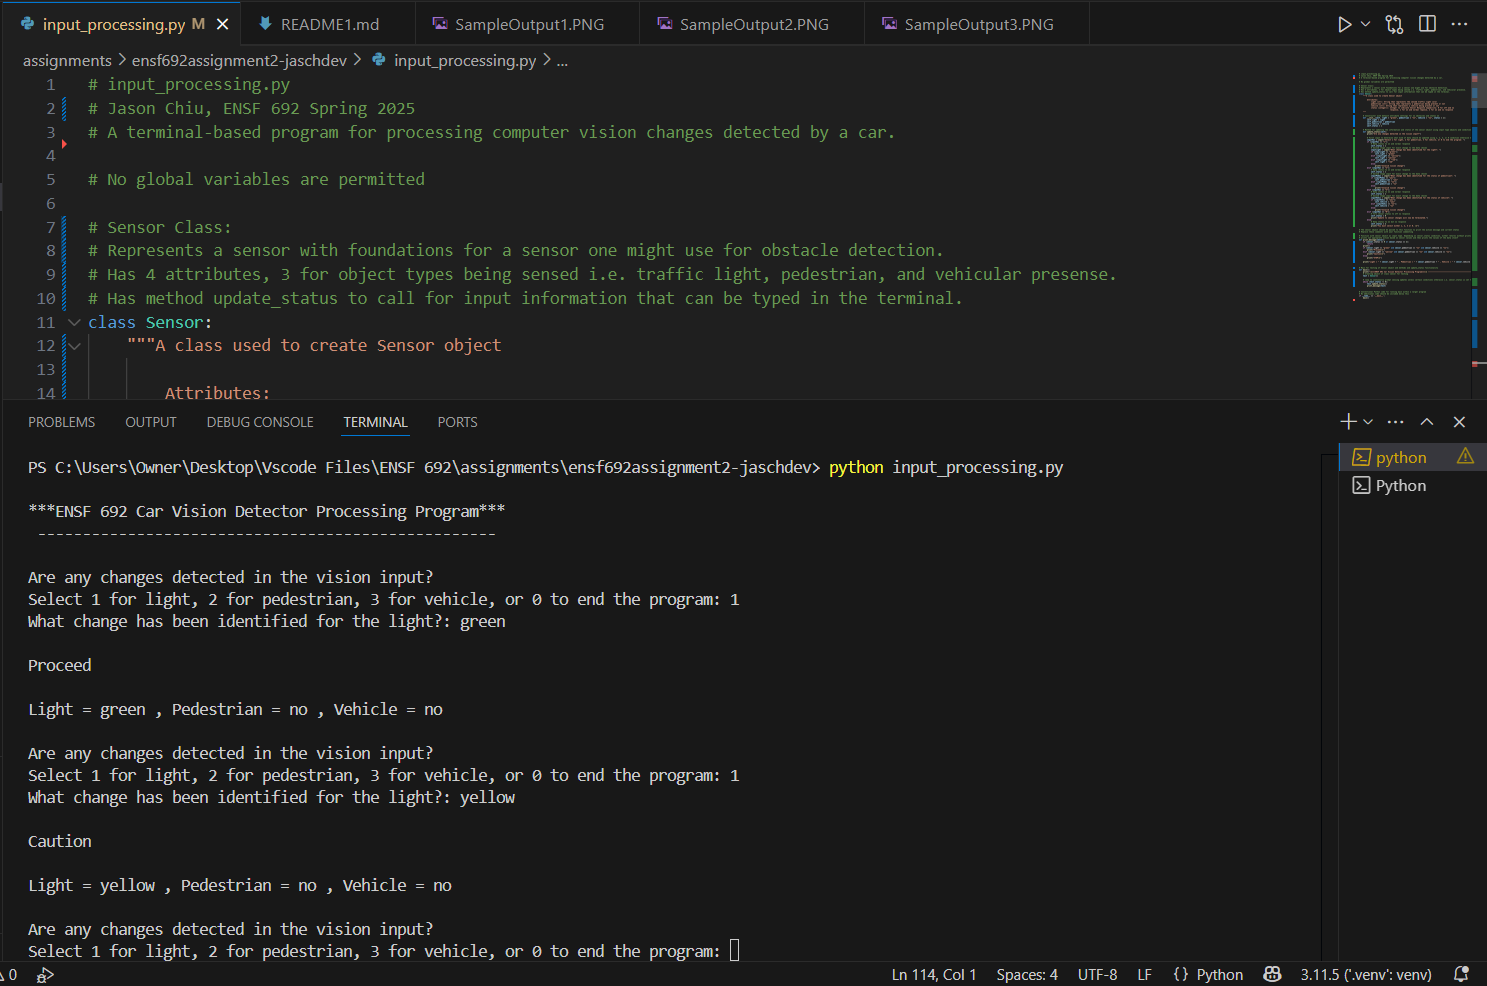 input_processing.py M
README1.md
SampleOutput1.PNG
SampleOutput2.PNG
SampleOutput3.PNG
assignments > ensf692assignment2-jaschdev > input_processing.py > ...
1 # input_processing.py
2 # Jason Chiu, ENSF 692 Spring 2025
3 # A terminal-based program for processing computer vision changes detected by a car.
4
5 # No global variables are permitted
6
7 # Sensor Class:
8 # Represents a sensor with foundations for a sensor one might use for obstacle detection.
9 # Has 4 attributes, 3 for object types being sensed i.e. traffic light, pedestrian, and vehicular presense.
10 # Has method update_status to call for input information that can be typed in the terminal.
11 class Sensor:
12 """A class used to create Sensor object
13
14 Attributes:
PROBLEMS OUTPUT DEBUG CONSOLE TERMINAL PORTS
PS C:\Users\Owner\Desktop\Vscode Files\ENSF 692\assignments\ensf692assignment2-jaschdev> python input_processing.py
***ENSF 692 Car Vision Detector Processing Program***
---------------------------------------------------
Are any changes detected in the vision input?
Select 1 for light, 2 for pedestrian, 3 for vehicle, or 0 to end the program: 1
What change has been identified for the light?: green
Proceed
Light = green , Pedestrian = no , Vehicle = no
Are any changes detected in the vision input?
Select 1 for light, 2 for pedestrian, 3 for vehicle, or 0 to end the program: 1
What change has been identified for the light?: yellow
Caution
Light = yellow , Pedestrian = no , Vehicle = no
Are any changes detected in the vision input?
Select 1 for light, 2 for pedestrian, 3 for vehicle, or 0 to end the program:
python
Python
0
Ln 114, Col 1 Spaces: 4 UTF-8 LF {} Python 3.11.5 ('.venv': venv)